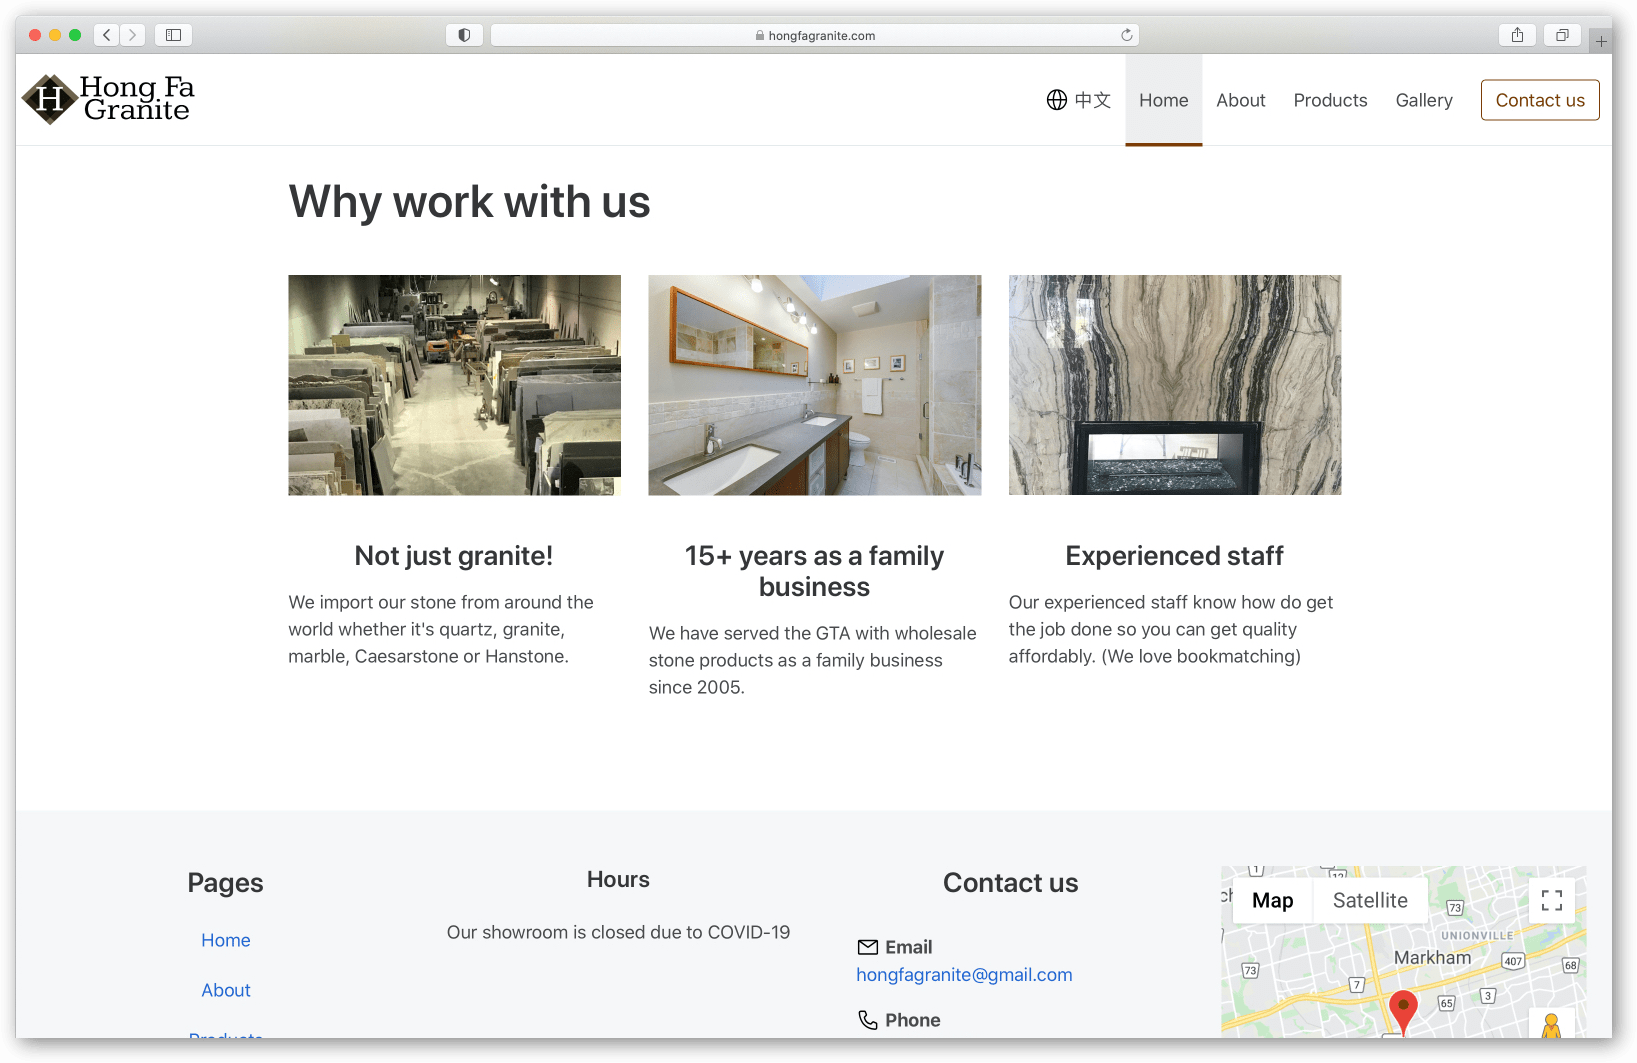 hongfagranite.com
H
Hong Fa
Granite
中文
Home
About
Products
Gallery
Contact us
Why work with us
Not just granite!
We import our stone from around the
world whether it's quartz, granite,
marble, Caesarstone or Hanstone.
15+ years as a family
business
We have served the GTA with wholesale
stone products as a family business
since 2005.
Experienced staff
Our experienced staff know how do get
the job done so you can get quality
affordably. (We love bookmatching)
Pages
Home
About
Products
Hours
Our showroom is closed due to COVID-19
Contact us
Email
hongfagranite@gmail.com
Phone
1
12
Map
Satellite
73
UNIONVILLE
Markham
407
68
73
7
65
3